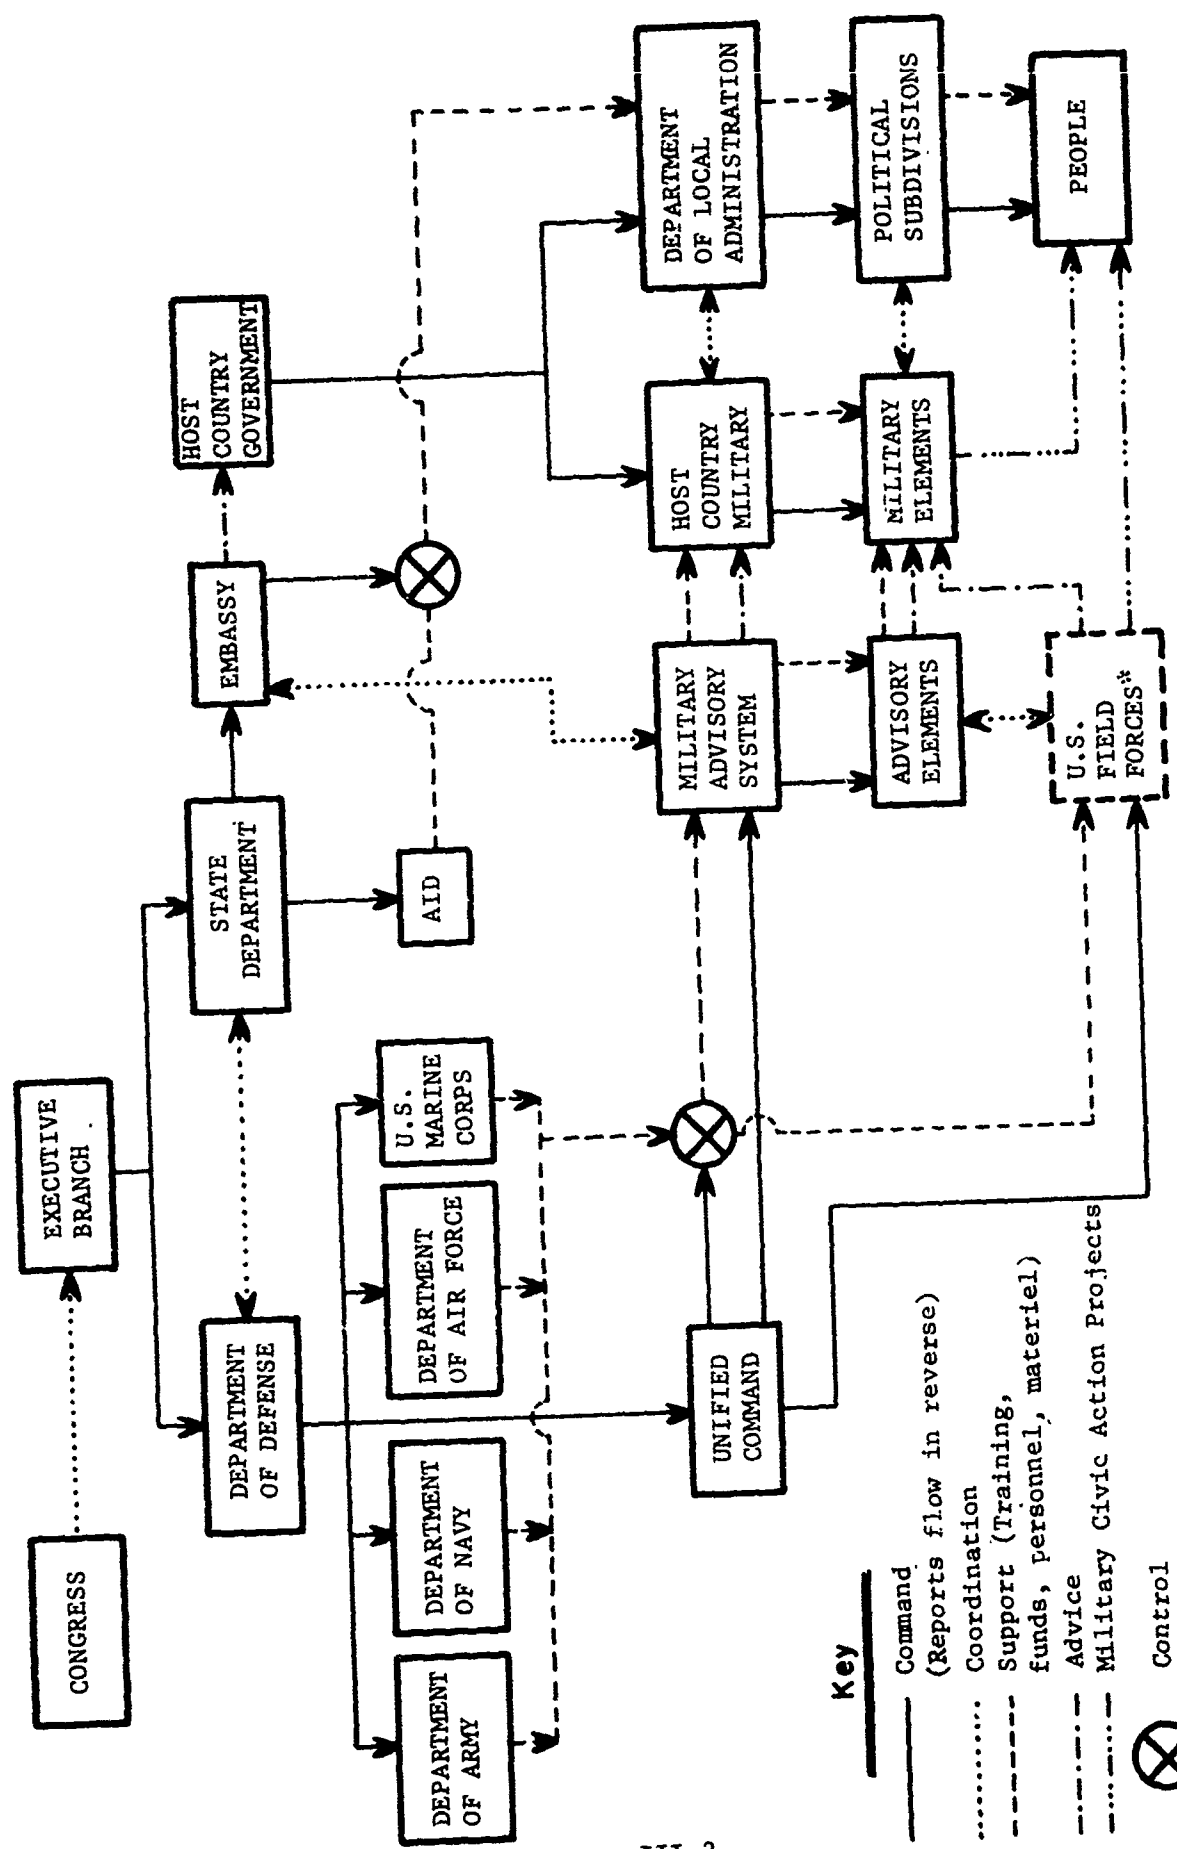 CONGRESS
EXECUTIVE
BRANCH
DEPARTMENT
OF DEFENSE
STATE
DEPARTMENT
EMBASSY
HOST
COUNTRY
GOVERNMENT
DEPARTMENT
OF ARMY
DEPARTMENT
OF NAVY
DEPARTMENT
OF AIR FORCE
U.S.
MARINE
CORPS
AID
UNIFIED
COMMAND
MILITARY
ADVISORY
SYSTEM
HOST
COUNTRY
MILITARY
DEPARTMENT
OF LOCAL
ADMINISTRATION
ADVISORY
ELEMENTS
MILITARY
ELEMENTS
POLITICAL
SUBDIVISIONS
U.S.
FIELD
FORCES*
PEOPLE
Key
Command
(Reports flow in reverse)
Coordination
Support (Training,
funds, personnel, materiel)
Advice
Military Civic Action Projects
Control